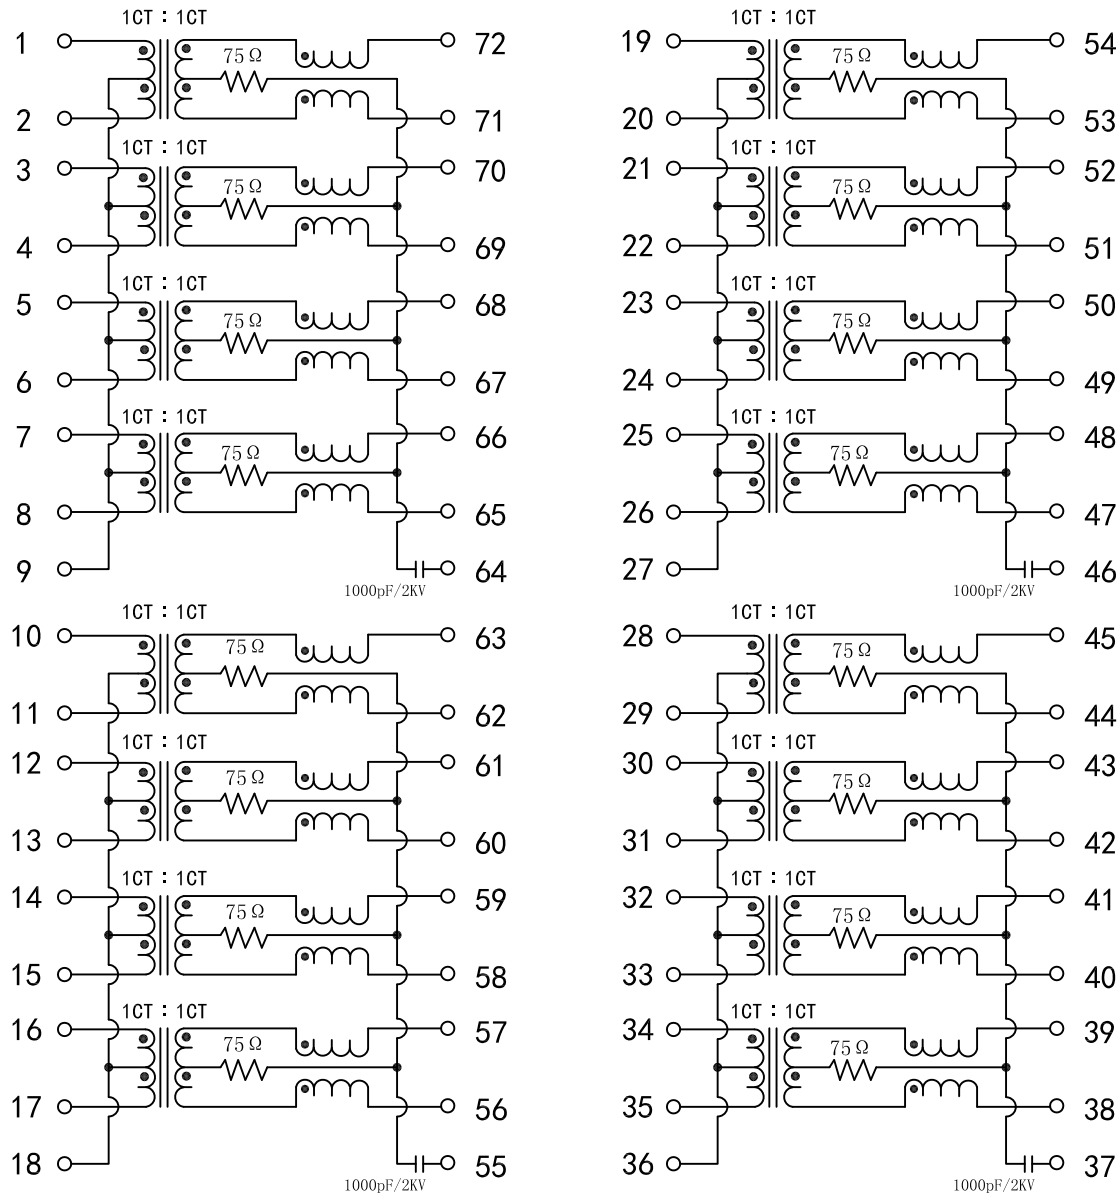 1CT : 1CT
1 75Ω 72
2 71
1CT : 1CT
3 75Ω 70
4 69
1CT : 1CT
5 75Ω 68
6 67
1CT : 1CT
7 75Ω 66
8 65
9 64
1000pF/2KV
1CT : 1CT
19 75Ω 54
20 53
1CT : 1CT
21 75Ω 52
22 51
1CT : 1CT
23 75Ω 50
24 49
1CT : 1CT
25 75Ω 48
26 47
27 46
1000pF/2KV
1CT : 1CT
10 75Ω 63
11 62
1CT : 1CT
12 75Ω 61
13 60
1CT : 1CT
14 75Ω 59
15 58
1CT : 1CT
16 75Ω 57
17 56
18 55
1000pF/2KV
1CT : 1CT
28 75Ω 45
29 44
1CT : 1CT
30 75Ω 43
31 42
1CT : 1CT
32 75Ω 41
33 40
1CT : 1CT
34 75Ω 39
35 38
36 37
1000pF/2KV